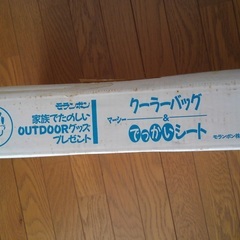 モランボン
家族でたのしい
OUTDOORグッズ
プレゼント
クーラーバッグ
マーシー &
でっかいシート
モランボン